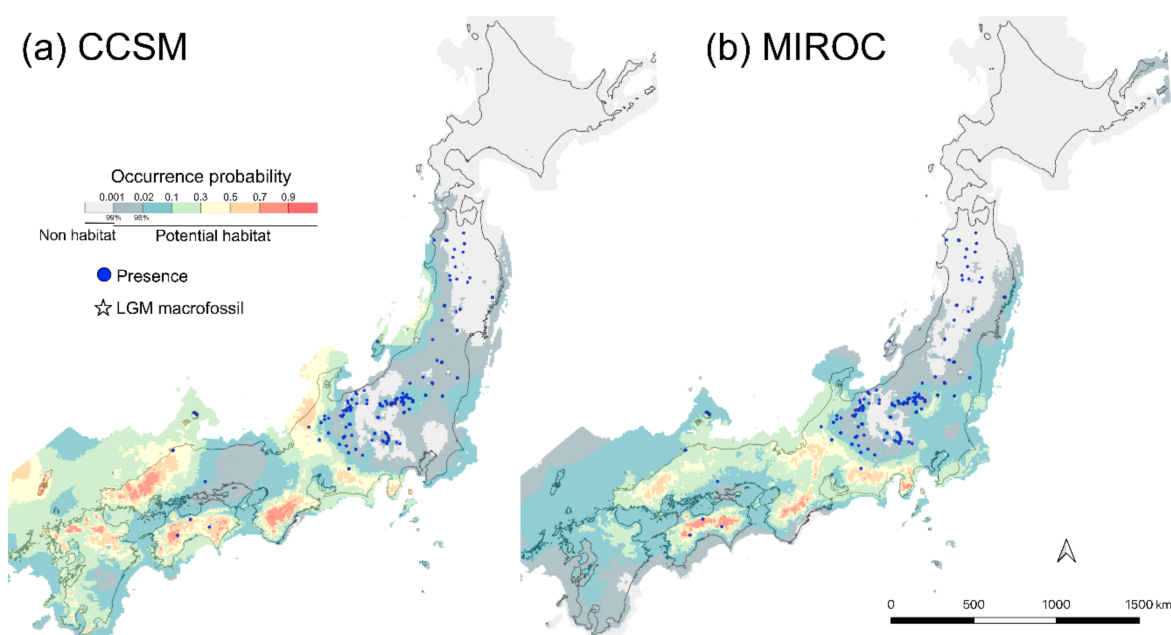 (a) CCSM
(b) MIROC
Occurrence probability
0.001 0.02 0.1 0.3 0.5 0.7 0.9
99% 98%
Non habitat
Potential habitat
Presence
LGM macrofossil
0 500 1000 1500 km